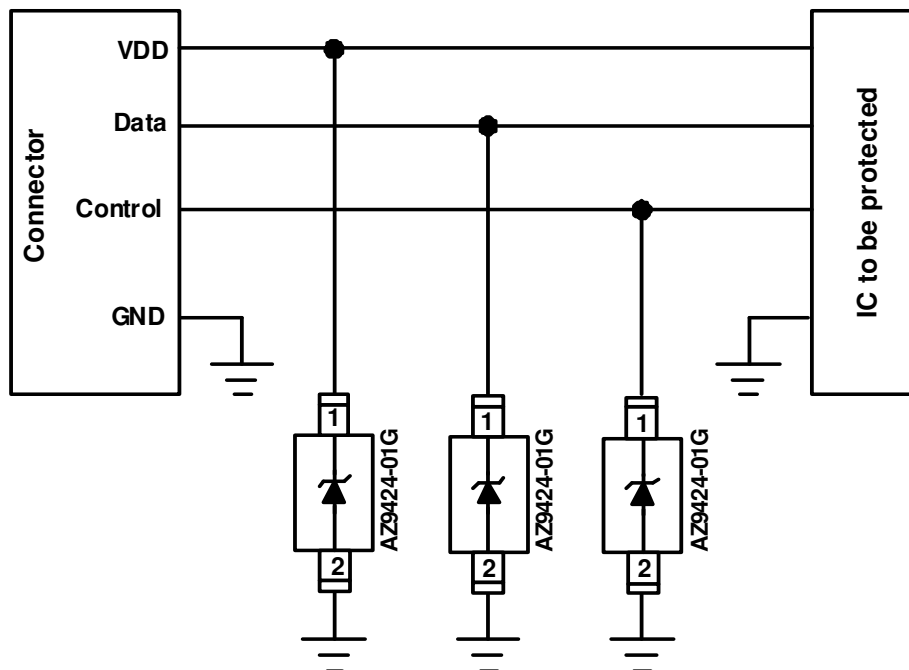 Connector
VDD
Data
Control
GND
IC to be protected
1
AZ9424-01G
2
1
AZ9424-01G
2
1
AZ9424-01G
2